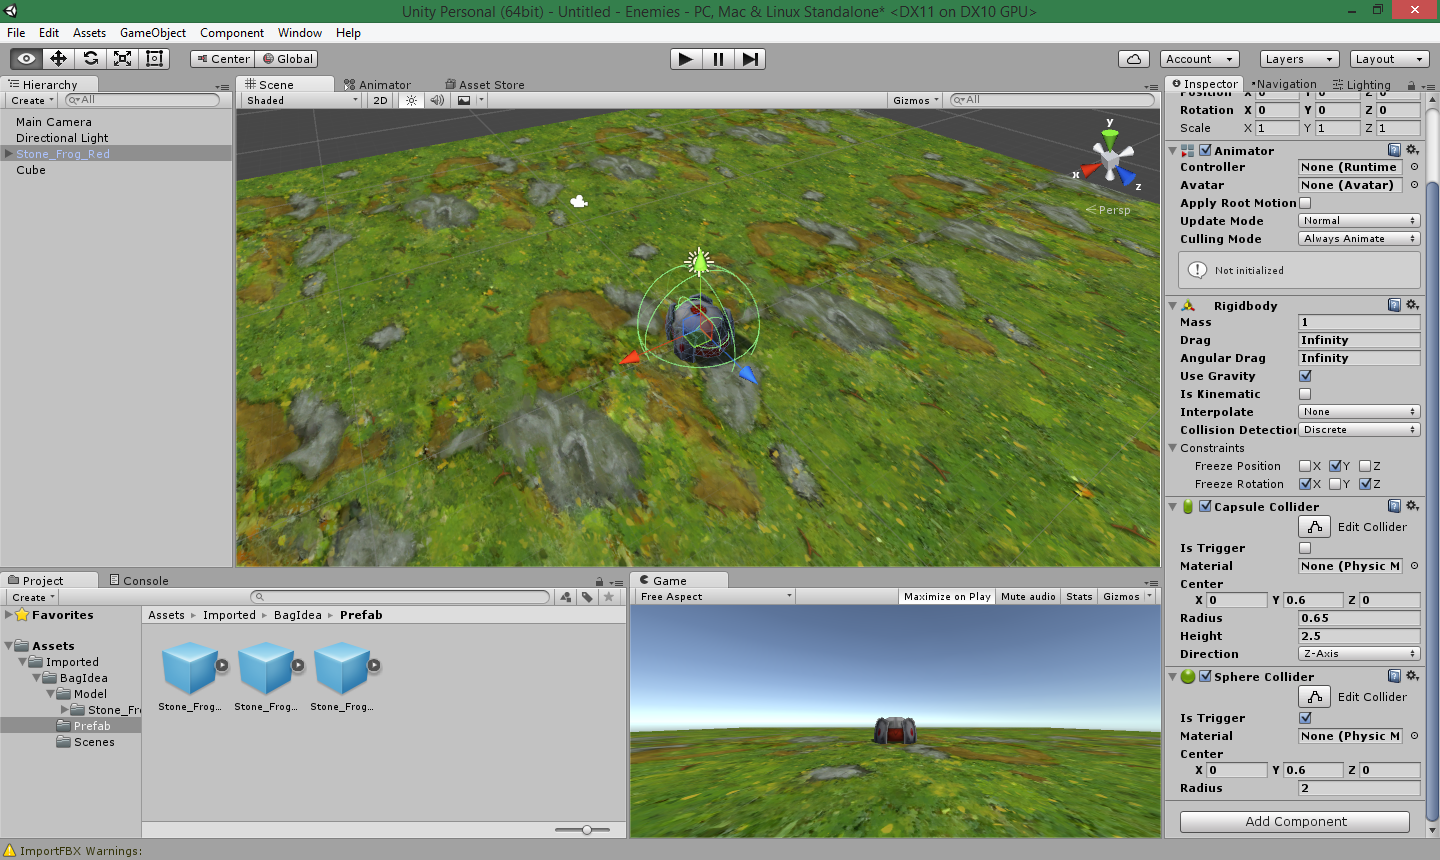 Unity Personal (64bit) - Untitled - Enemies - PC, Mac & Linux Standalone* <DX11 on DX10 GPU>
File Edit Assets GameObject Component Window Help
Center Global Account Layers Layout
Hierarchy
Create All
Main Camera
Directional Light
Stone_Frog_Red
Cube
Scene Animator Asset Store
Shaded 2D Gizmos All
y
x
z
Persp
Inspector Navigation Lighting
Position X 0 Y 0 Z 0
Rotation X 0 Y 0 Z 0
Scale X 1 Y 1 Z 1
Animator
Controller None (Runtime
Avatar None (Avatar)
Apply Root Motion
Update Mode Normal
Culling Mode Always Animate
Not initialized
Rigidbody
Mass 1
Drag Infinity
Angular Drag Infinity
Use Gravity
Is Kinematic
Interpolate None
Collision Detection Discrete
Constraints
Freeze Position X Y Z
Freeze Rotation X Y Z
Capsule Collider
Edit Collider
Is Trigger
Material None (Physic M
Center
X 0 Y 0.6 Z 0
Radius 0.65
Height 2.5
Direction Z-Axis
Sphere Collider
Edit Collider
Is Trigger
Material None (Physic M
Center
X 0 Y 0.6 Z 0
Radius 2
Add Component
Project Console
Create
Favorites
Assets
Imported
BagIdea
Model
Stone_Fr
Prefab
Scenes
Assets Imported BagIdea Prefab
Stone_Frog... Stone_Frog... Stone_Frog...
Game
Free Aspect Maximize on Play Mute audio Stats Gizmos
ImportFBX Warnings: